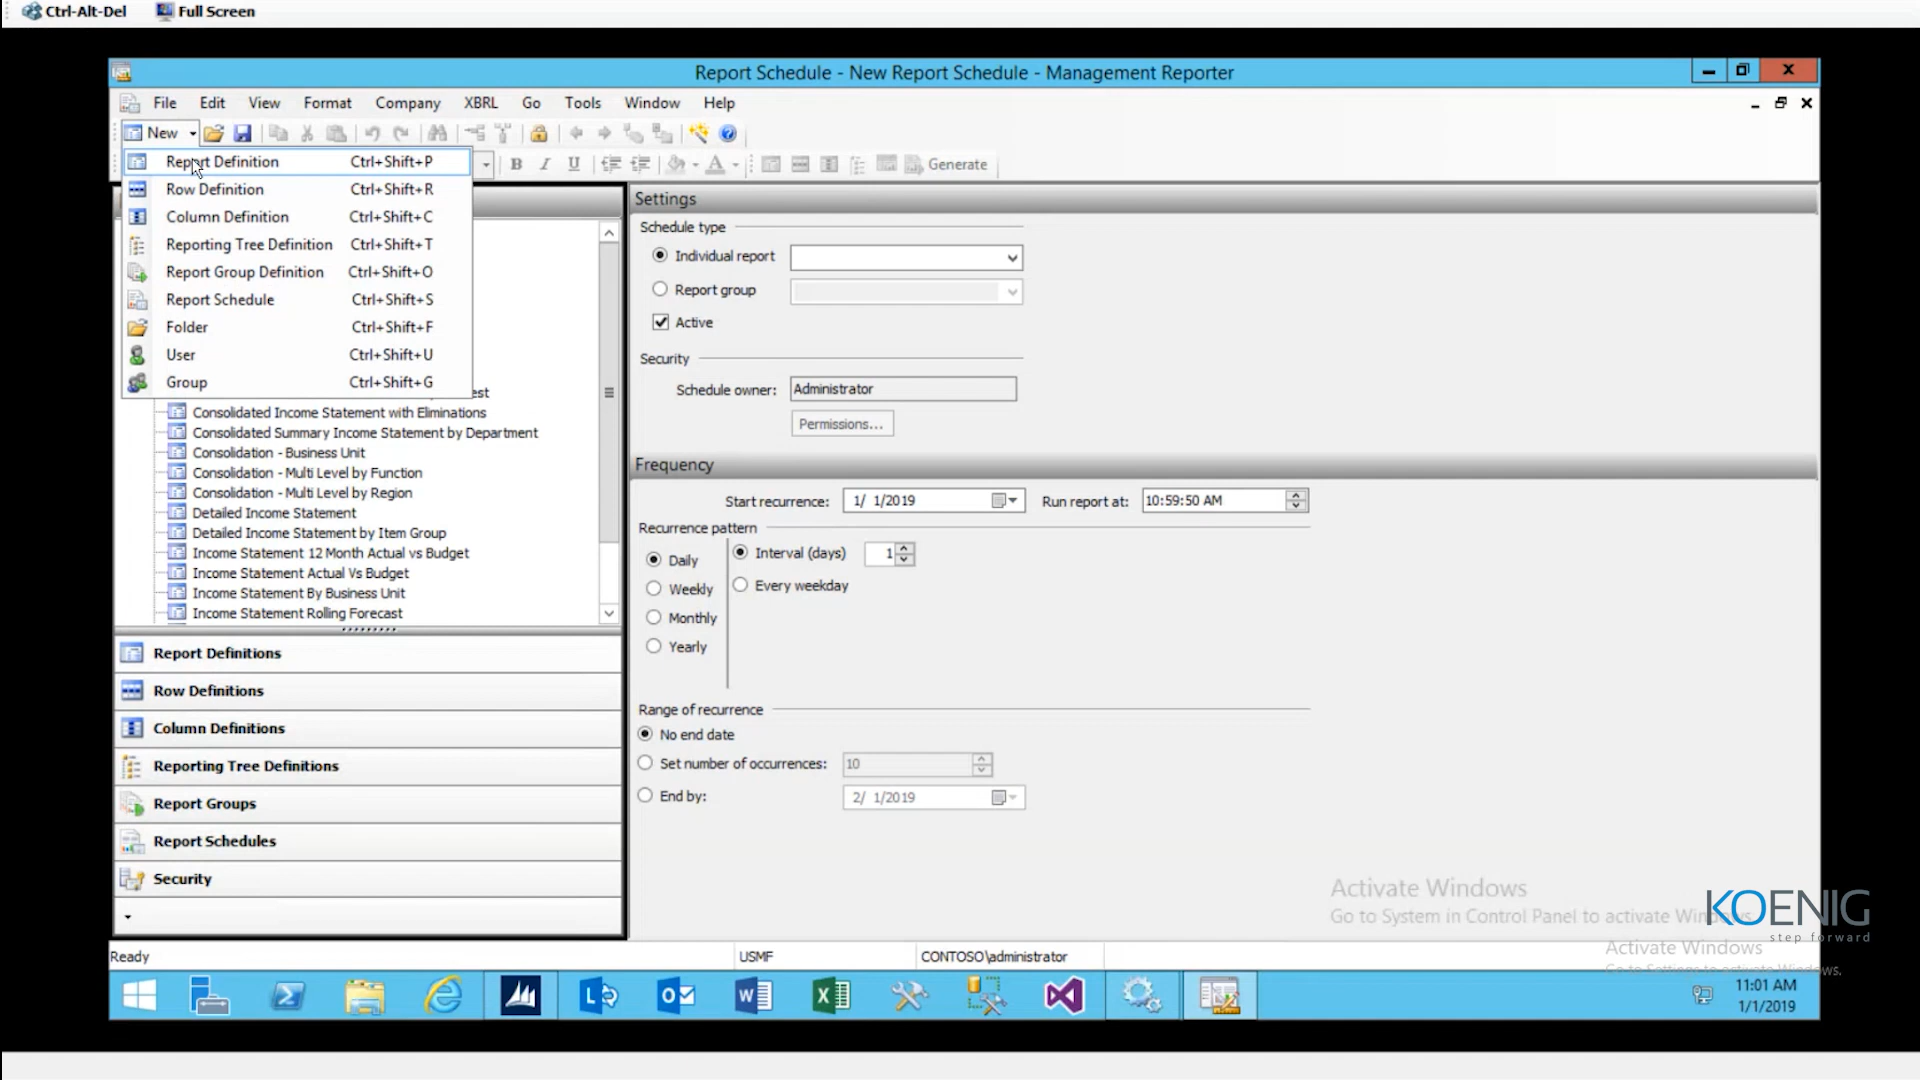 Ctrl-Alt-Del Full Screen
Report Schedule - New Report Schedule - Management Reporter
File Edit View Format Company XBRL Go Tools Window Help
New
Report Definition Ctrl+Shift+P
B I U Generate
Row Definition Ctrl+Shift+R
Column Definition Ctrl+Shift+C
Reporting Tree Definition Ctrl+Shift+T
Report Group Definition Ctrl+Shift+O
Report Schedule Ctrl+Shift+S
Folder Ctrl+Shift+F
User Ctrl+Shift+U
Group Ctrl+Shift+G
est
Consolidated Income Statement with Eliminations
Consolidated Summary Income Statement by Department
Consolidation - Business Unit
Consolidation - Multi Level by Function
Consolidation - Multi Level by Region
Detailed Income Statement
Detailed Income Statement by Item Group
Income Statement 12 Month Actual vs Budget
Income Statement Actual Vs Budget
Income Statement By Business Unit
Income Statement Rolling Forecast
Report Definitions
Row Definitions
Column Definitions
Reporting Tree Definitions
Report Groups
Report Schedules
Security
Settings
Schedule type
Individual report
Report group
Active
Security
Schedule owner: Administrator
Permissions...
Frequency
Start recurrence: 1/ 1/2019 Run report at: 10:59:50 AM
Recurrence pattern
Daily Interval (days) 1
Weekly Every weekday
Monthly
Yearly
Range of recurrence
No end date
Set number of occurrences: 10
End by: 2/ 1/2019
Activate Windows
Go to System in Control Panel to activate Windows.
KOENIG
step forward
Activate Windows
Go to Settings to activate Windows.
Ready USMF CONTOSO\administrator
11:01 AM
1/1/2019